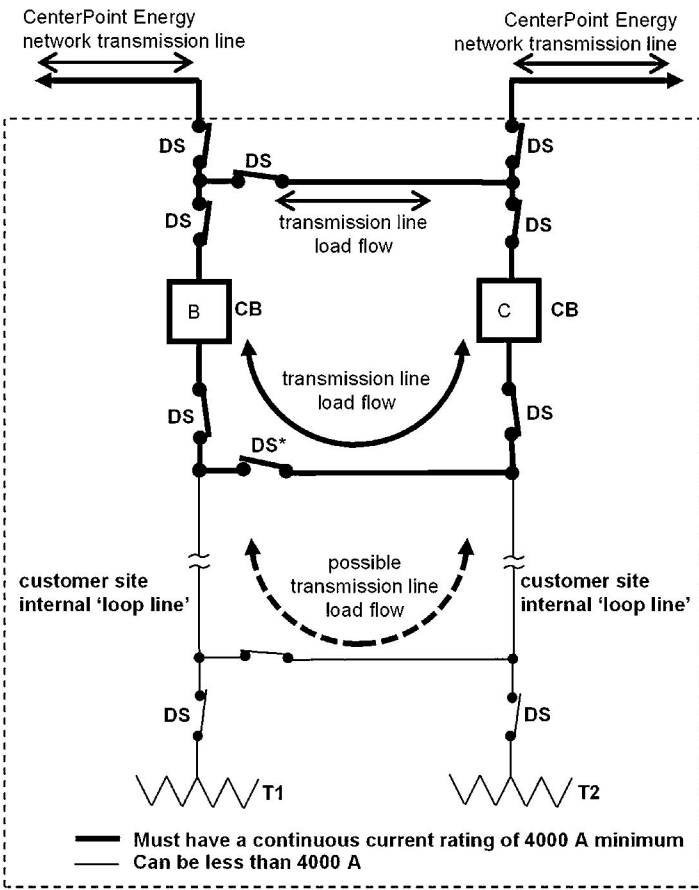 CenterPoint Energy
network transmission line
CenterPoint Energy
network transmission line
DS
DS
DS
DS
transmission line
load flow
DS
B
CB
C
CB
transmission line
load flow
DS
DS
DS*
possible
transmission line
load flow
customer site
internal ‘loop line’
customer site
internal ‘loop line’
DS
DS
T1
T2
Must have a continuous current rating of 4000 A minimum
Can be less than 4000 A